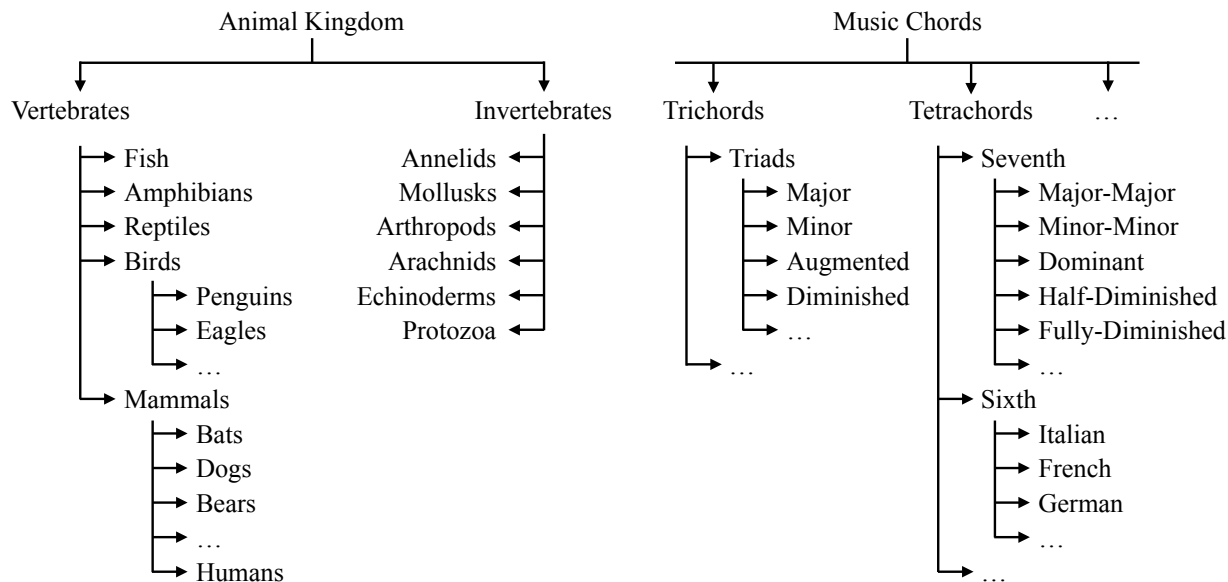 Animal Kingdom
Vertebrates
Fish
Amphibians
Reptiles
Birds
Penguins
Eagles
…
Mammals
Bats
Dogs
Bears
…
Humans
Invertebrates
Annelids
Mollusks
Arthropods
Arachnids
Echinoderms
Protozoa
Music Chords
Trichords
Triads
Major
Minor
Augmented
Diminished
…
…
Tetrachords
Seventh
Major-Major
Minor-Minor
Dominant
Half-Diminished
Fully-Diminished
…
Sixth
Italian
French
German
…
…
…